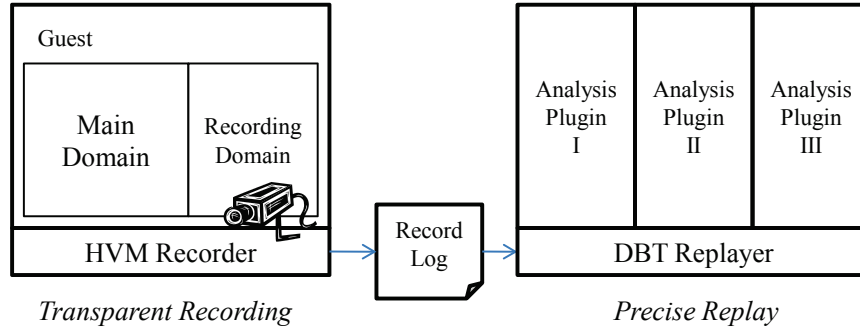 Guest
Main
Domain
Recording
Domain
HVM Recorder
Transparent Recording
Record
Log
Analysis
Plugin
I
Analysis
Plugin
II
Analysis
Plugin
III
DBT Replayer
Precise Replay